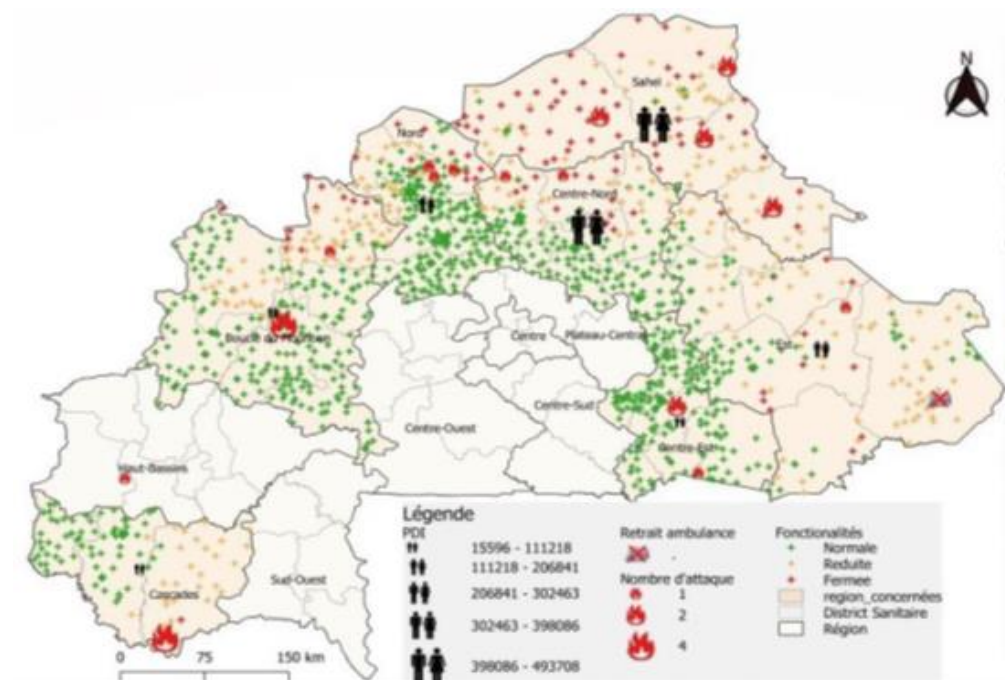 N
Sahel
Nord
Centre-Nord
Boucle du Mouhoun
Centre
Plateau-Central
Est
Centre-Sud
Centre-Ouest
Centre-Est
Haut-Bassins
Cascades
Sud-Ouest
0 75 150 km
Légende
PDI
15596 - 111218
111218 - 206841
206841 - 302463
302463 - 398086
398086 - 493708
Retrait ambulance
-
Nombre d'attaque
1
2
4
Fonctionalités
Normale
Reduite
Fermee
region_concernées
District Sanitaire
Région